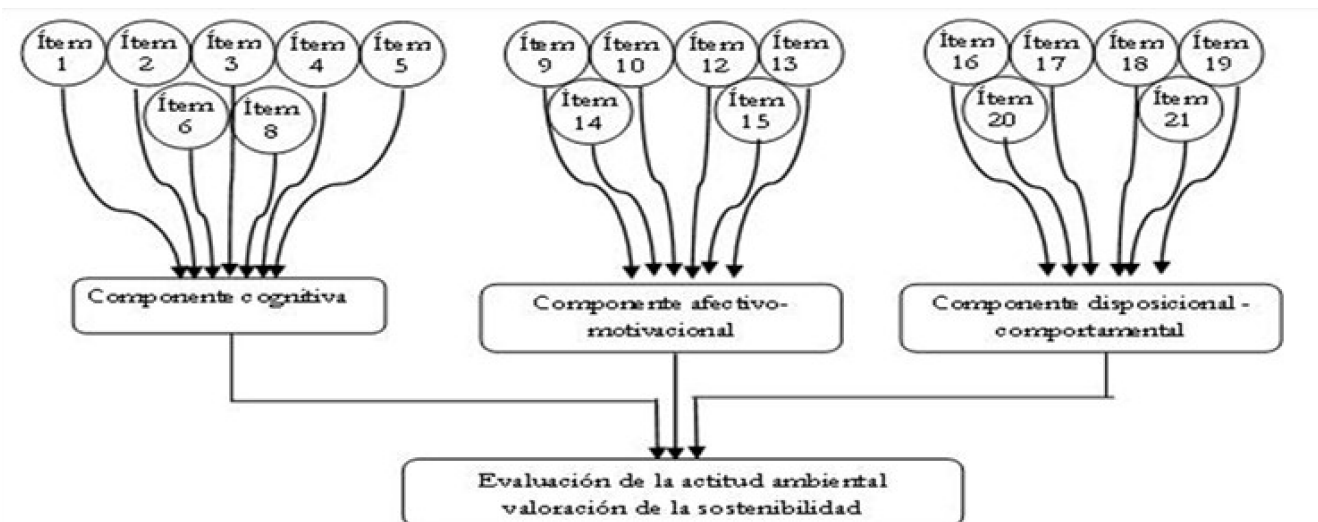 Ítem
1
Ítem
2
Ítem
3
Ítem
4
Ítem
5
Ítem
6
Ítem
8
Ítem
9
Ítem
10
Ítem
12
Ítem
13
Ítem
14
Ítem
15
Ítem
16
Ítem
17
Ítem
18
Ítem
19
Ítem
20
Ítem
21
Componente cognitiva
Componente afectivo-
motivacional
Componente disposicional -
comportamental
Evaluación de la actitud ambiental
valoración de la sostenibilidad